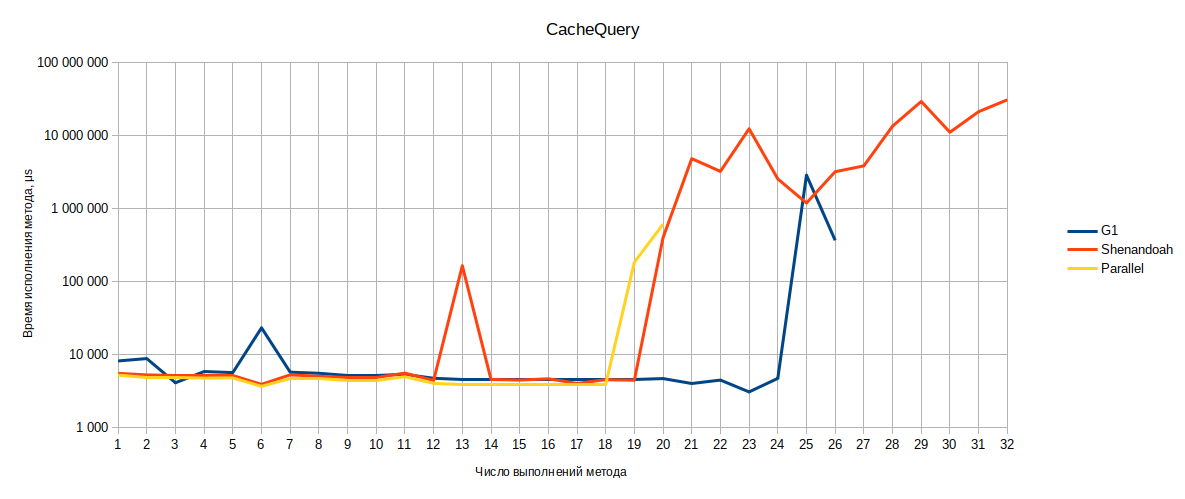 CacheQuery
100 000 000
10 000 000
1 000 000
100 000
10 000
1 000
Время исполнения метода, µs
1 2 3 4 5 6 7 8 9 10 11 12 13 14 15 16 17 18 19 20 21 22 23 24 25 26 27 28 29 30 31 32
Число выполнений метода
G1
Shenandoah
Parallel